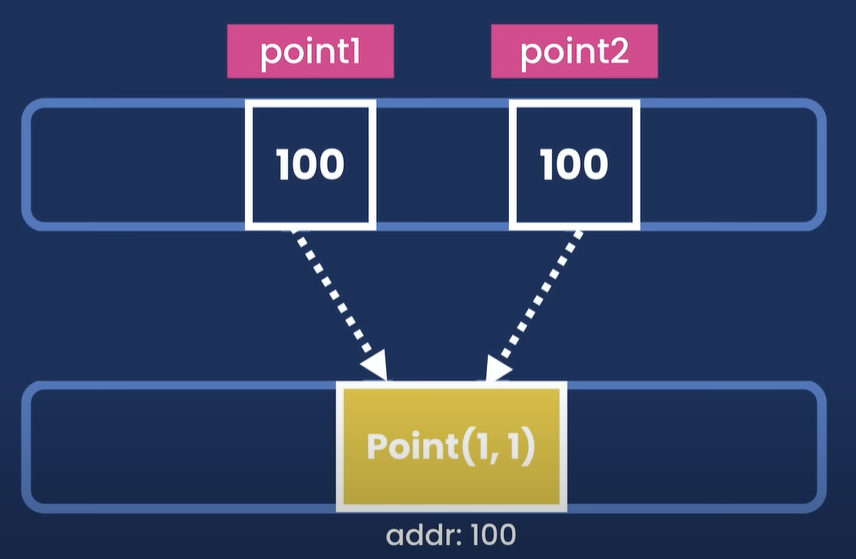 point1
point2
100
100
Point(1, 1)
addr: 100